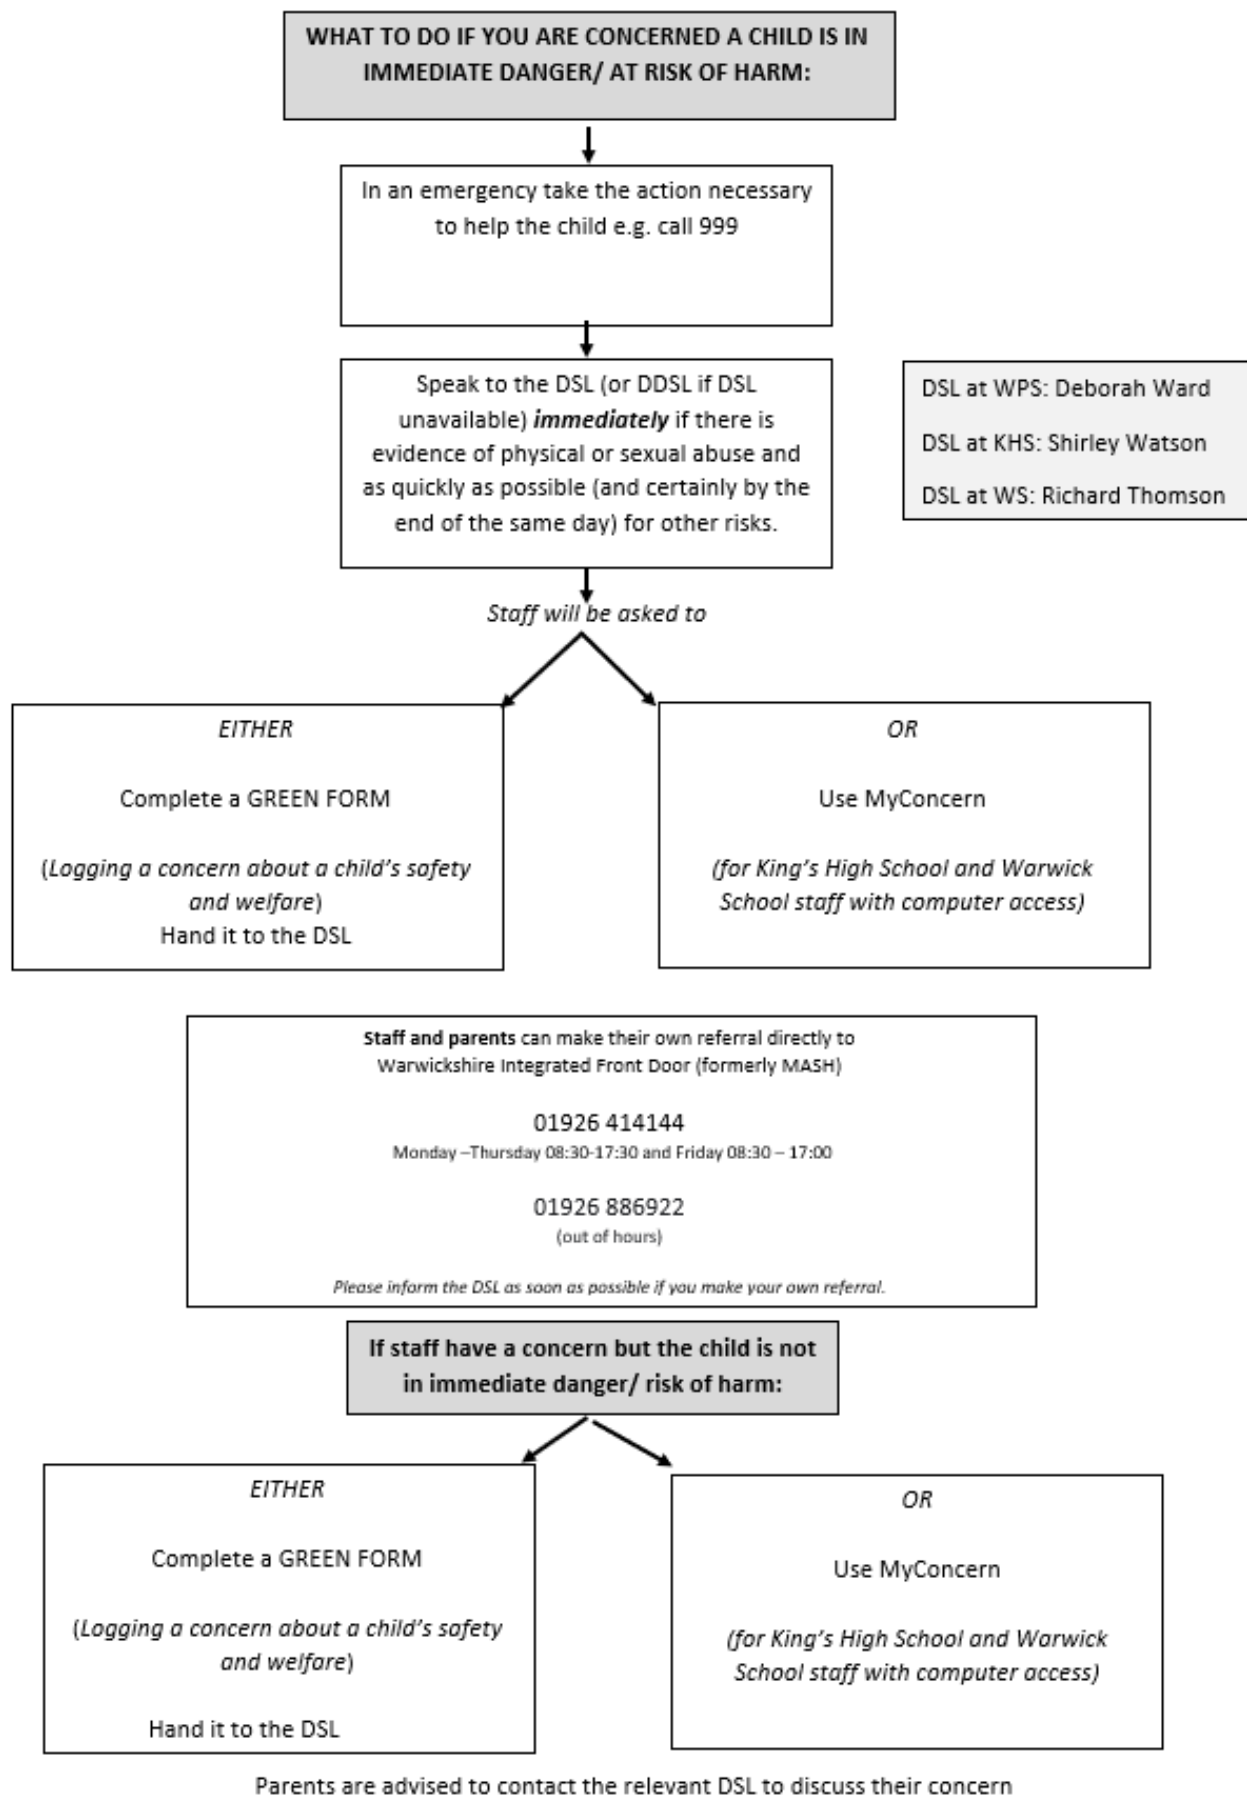 WHAT TO DO IF YOU ARE CONCERNED A CHILD IS IN
IMMEDIATE DANGER/ AT RISK OF HARM:
In an emergency take the action necessary
to help the child e.g. call 999
Speak to the DSL (or DDSL if DSL
unavailable) immediately if there is
evidence of physical or sexual abuse and
as quickly as possible (and certainly by the
end of the same day) for other risks.
DSL at WPS: Deborah Ward
DSL at KHS: Shirley Watson
DSL at WS: Richard Thomson
Staff will be asked to
EITHER
Complete a GREEN FORM
(Logging a concern about a child's safety
and welfare)
Hand it to the DSL
OR
Use MyConcern
(for King's High School and Warwick
School staff with computer access)
Staff and parents can make their own referral directly to
Warwickshire Integrated Front Door (formerly MASH)
01926 414144
Monday –Thursday 08:30-17:30 and Friday 08:30 – 17:00
01926 886922
(out of hours)
Please inform the DSL as soon as possible if you make your own referral.
If staff have a concern but the child is not
in immediate danger/ risk of harm:
EITHER
Complete a GREEN FORM
(Logging a concern about a child's safety
and welfare)
Hand it to the DSL
OR
Use MyConcern
(for King's High School and Warwick
School staff with computer access)
Parents are advised to contact the relevant DSL to discuss their concern